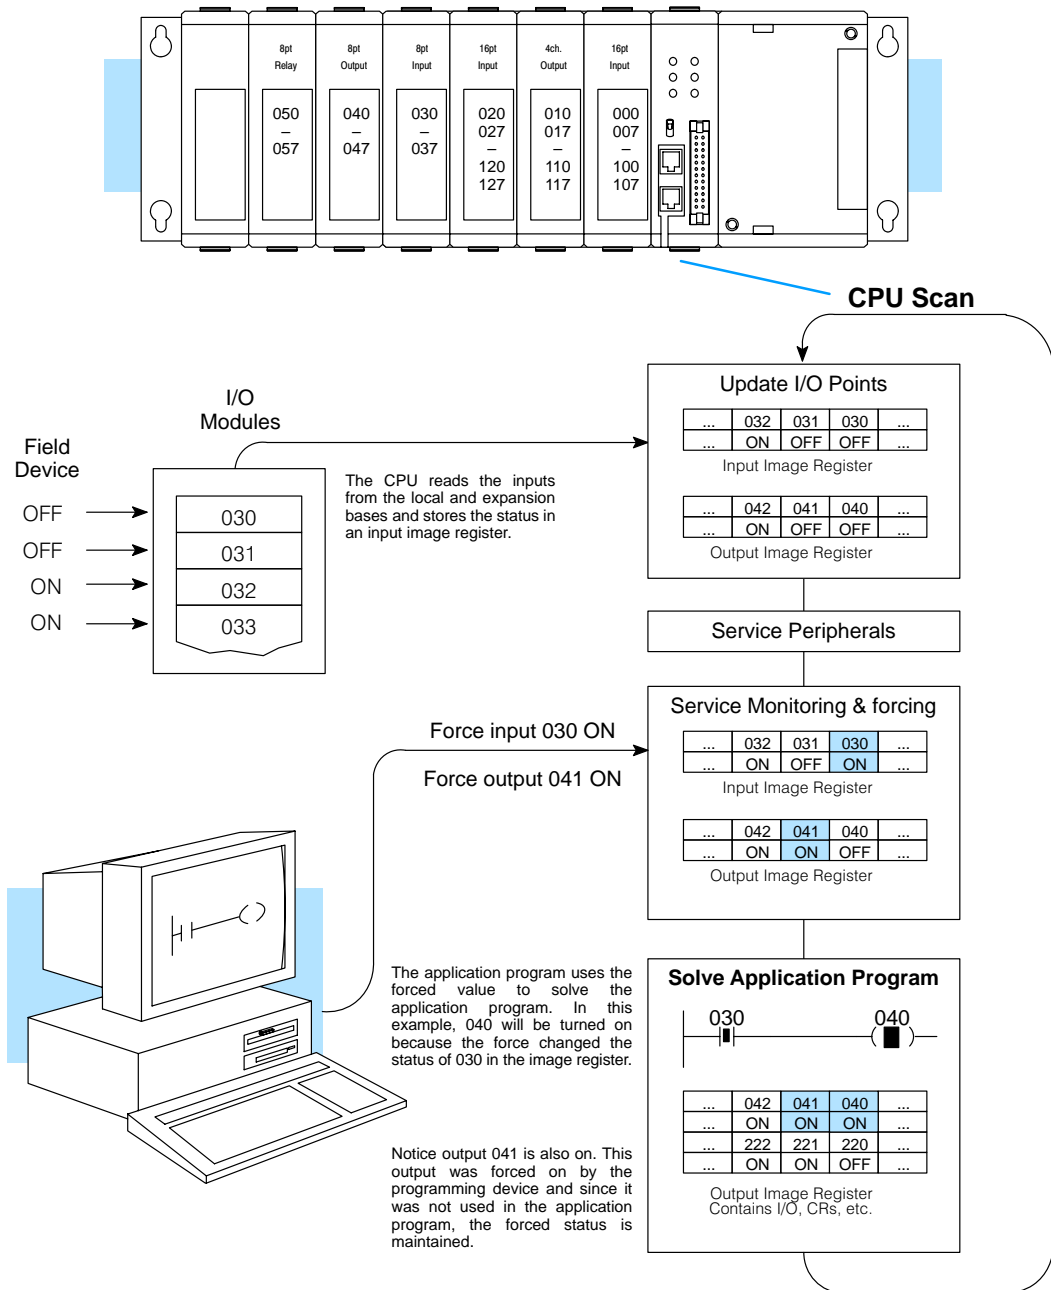 8pt
Relay
8pt
Output
8pt
Input
16pt
Input
4ch.
Output
16pt
Input
050
–
057
040
–
047
030
–
037
020
027
–
120
127
010
017
–
110
117
000
007
–
100
107
CPU Scan
Update I/O Points
... 032 031 030 ...
... ON OFF OFF ...
Input Image Register
... 042 041 040 ...
... ON OFF OFF ...
Output Image Register
I/O
Modules
Field
Device
OFF
OFF
ON
ON
030
031
032
033
The CPU reads the inputs
from the local and expansion
bases and stores the status in
an input image register.
Service Peripherals
Service Monitoring & forcing
... 032 031 030 ...
... ON OFF ON ...
Input Image Register
... 042 041 040 ...
... ON ON OFF ...
Output Image Register
Force input 030 ON
Force output 041 ON
The application program uses the
forced value to solve the
application program. In this
example, 040 will be turned on
because the force changed the
status of 030 in the image register.
Notice output 041 is also on. This
output was forced on by the
programming device and since it
was not used in the application
program, the forced status is
maintained.
Solve Application Program
030 040
... 042 041 040 ...
... ON ON ON ...
... 222 221 220 ...
... ON ON OFF ...
Output Image Register
Contains I/O, CRs, etc.